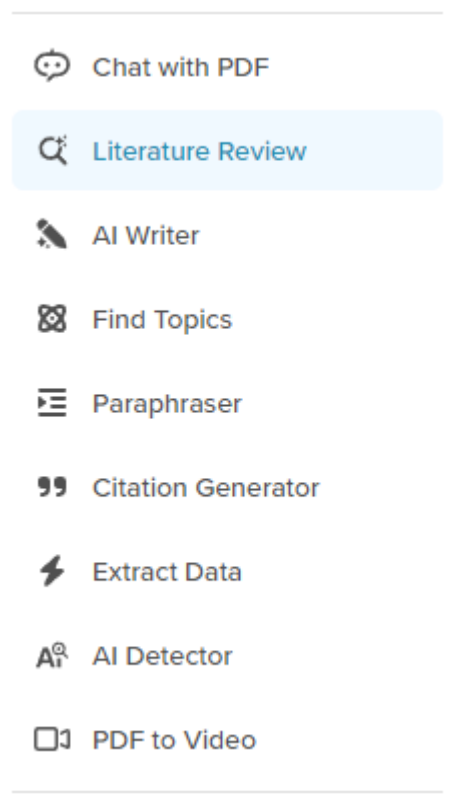 Chat with PDF
Literature Review
AI Writer
Find Topics
Paraphraser
Citation Generator
Extract Data
AI Detector
PDF to Video